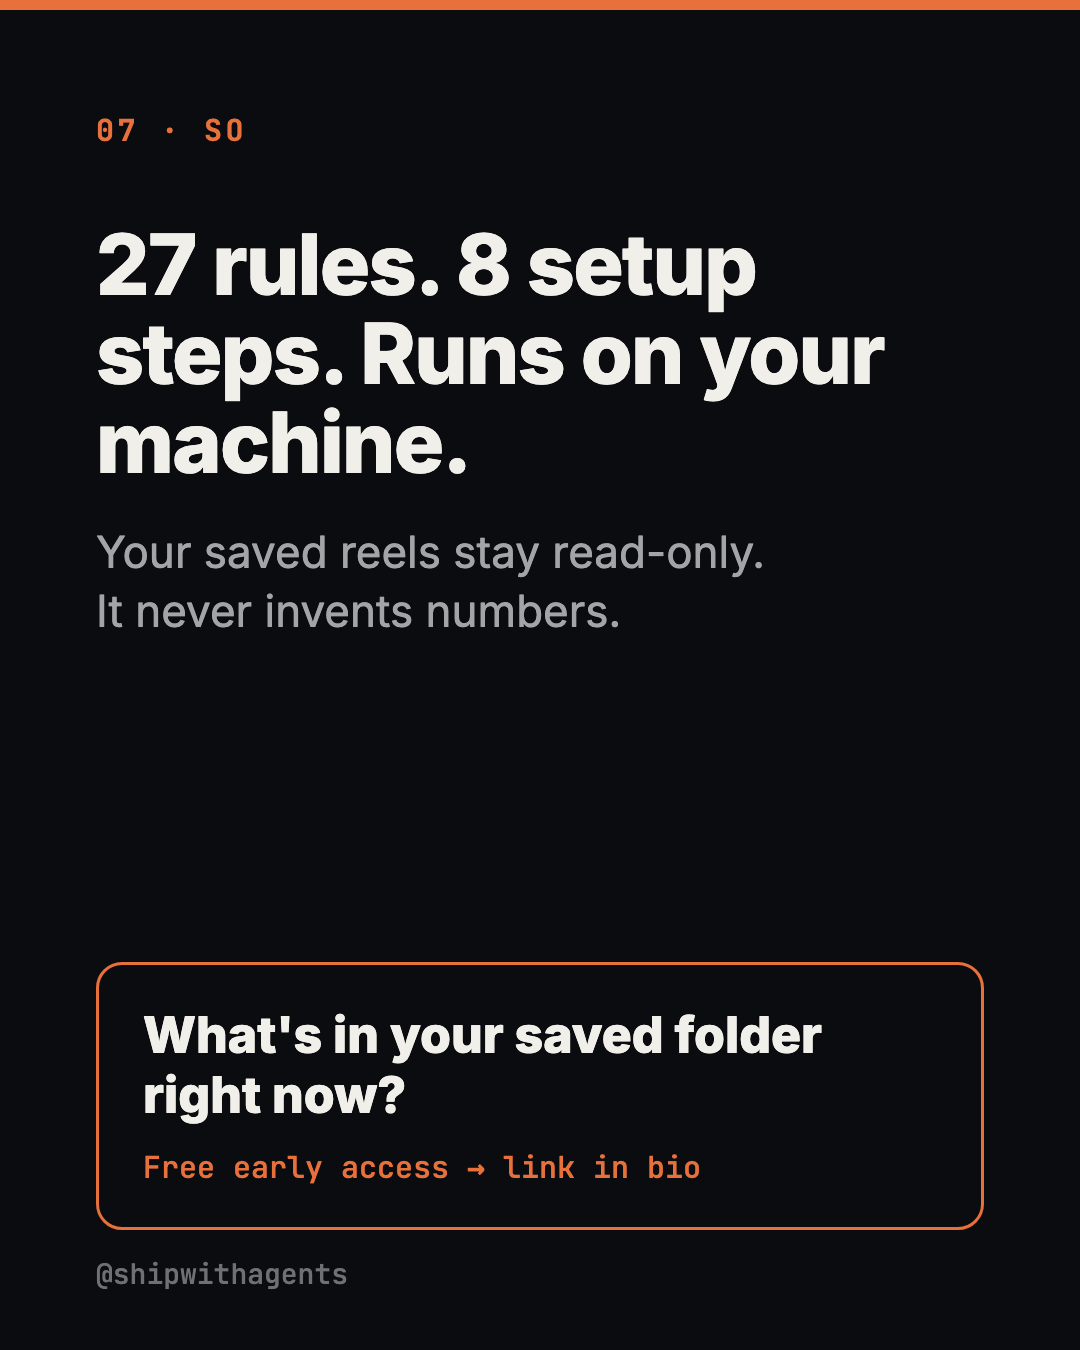 07 · SO
27 rules. 8 setup
steps. Runs on your
machine.
Your saved reels stay read-only.
It never invents numbers.
What's in your saved folder
right now?
Free early access → link in bio
@shipwithagents